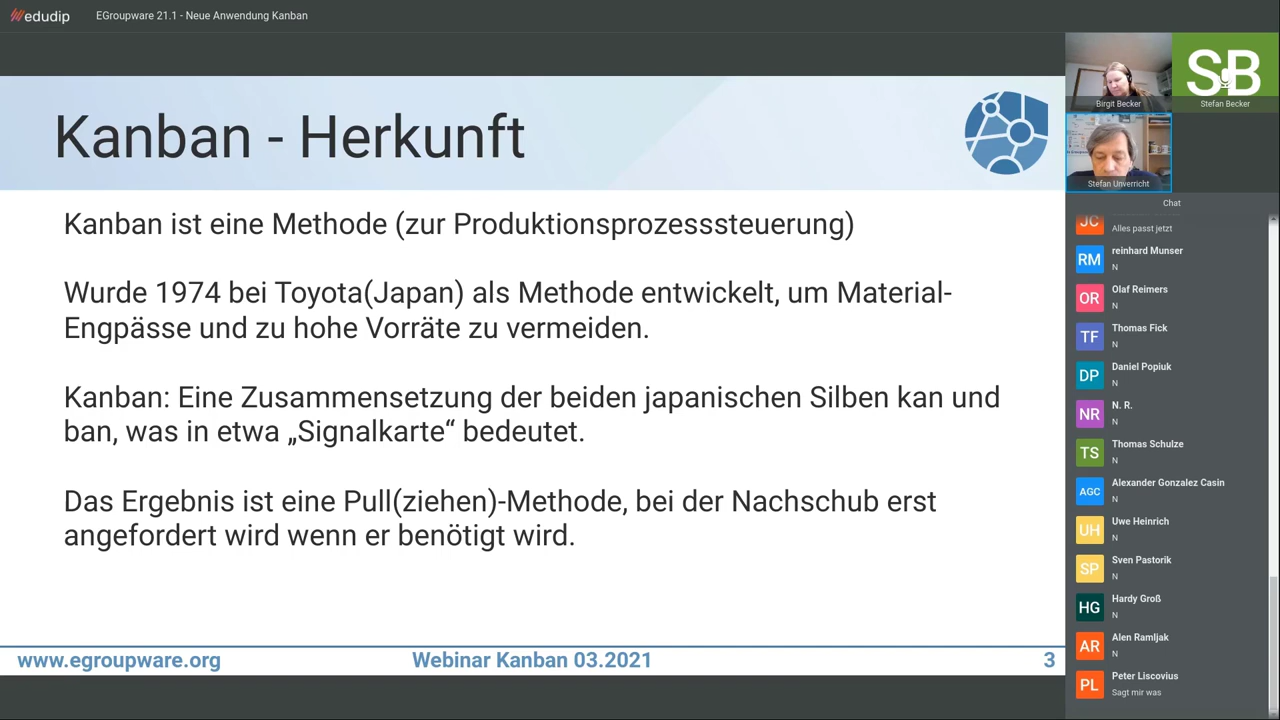 edudip
EGroupware 21.1 - Neue Anwendung Kanban
Kanban - Herkunft
Kanban ist eine Methode (zur Produktionsprozesssteuerung)
Wurde 1974 bei Toyota(Japan) als Methode entwickelt, um Material-
Engpässe und zu hohe Vorräte zu vermeiden.
Kanban: Eine Zusammensetzung der beiden japanischen Silben kan und
ban, was in etwa „Signalkarte“ bedeutet.
Das Ergebnis ist eine Pull(ziehen)-Methode, bei der Nachschub erst
angefordert wird wenn er benötigt wird.
www.egroupware.org
Webinar Kanban 03.2021
3
SB
Birgit Becker
Stefan Becker
Stefan Unverricht
Chat
JC
Alles passt jetzt
RM
reinhard Munser
N
OR
Olaf Reimers
N
TF
Thomas Fick
N
DP
Daniel Popiuk
N
NR
N. R.
N
TS
Thomas Schulze
N
AGC
Alexander Gonzalez Casin
N
UH
Uwe Heinrich
N
SP
Sven Pastorik
N
HG
Hardy Groß
N
AR
Alen Ramljak
N
PL
Peter Liscovius
Sagt mir was